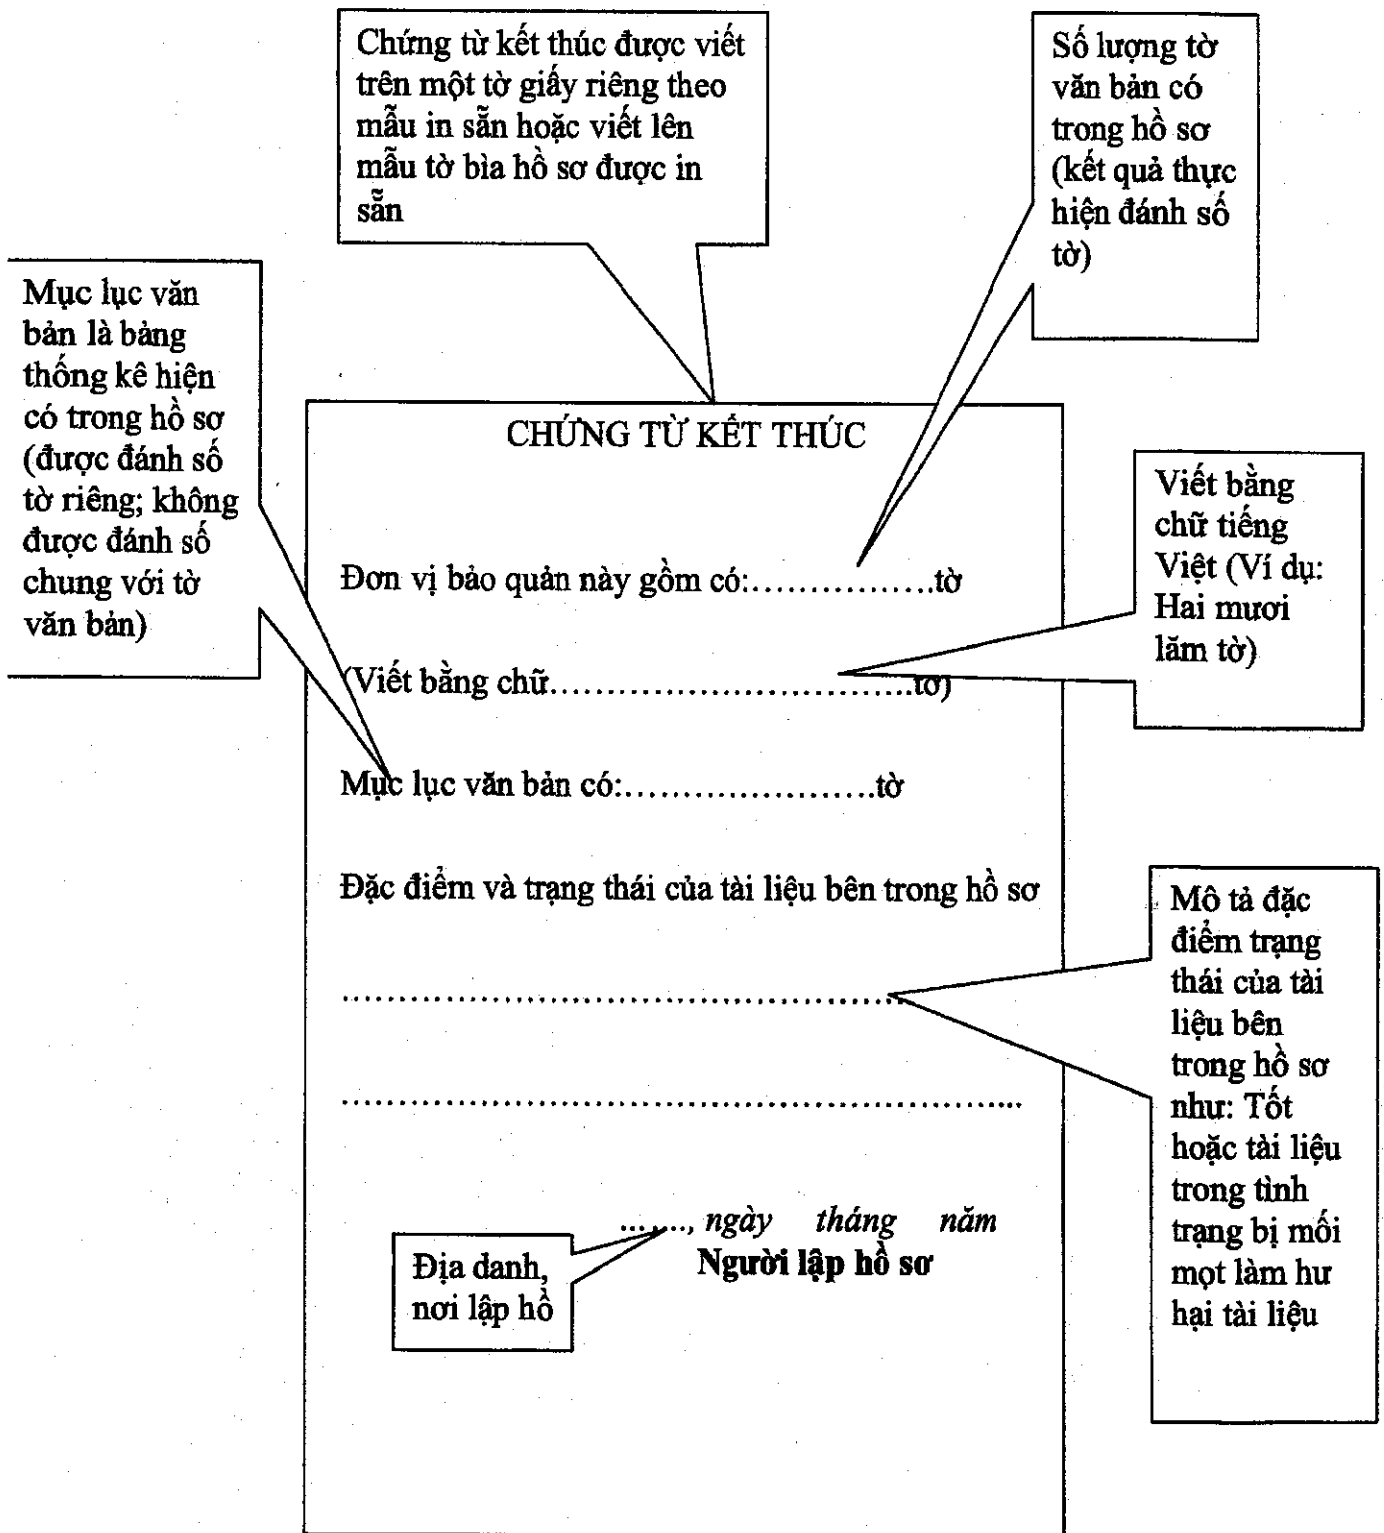 Chứng từ kết thúc được viết
trên một tờ giấy riêng theo
mẫu in sẵn hoặc viết lên
mẫu tờ bìa hồ sơ được in
sẵn
Số lượng tờ
văn bản có
trong hồ sơ
(kết quả thực
hiện đánh số
tờ)
Mục lục văn
bản là bảng
thống kê hiện
có trong hồ sơ
(được đánh số
tờ riêng; không
được đánh số
chung với tờ
văn bản)
CHỨNG TỪ KẾT THÚC
Đơn vị bảo quản này gồm có:.................tờ
Viết bằng
chữ tiếng
Việt (Ví dụ:
Hai mươi
lăm tờ)
(Viết bằng chữ.................................tờ)
Mục lục văn bản có:.......................tờ
Đặc điểm và trạng thái của tài liệu bên trong hồ sơ
..........................................................
......................................................................
Mô tả đặc
điểm trạng
thái của tài
liệu bên
trong hồ sơ
như: Tốt
hoặc tài liệu
trong tình
trạng bị mối
mọt làm hư
hại tài liệu
......., ngày tháng năm
Người lập hồ sơ
Địa danh,
nơi lập hồ